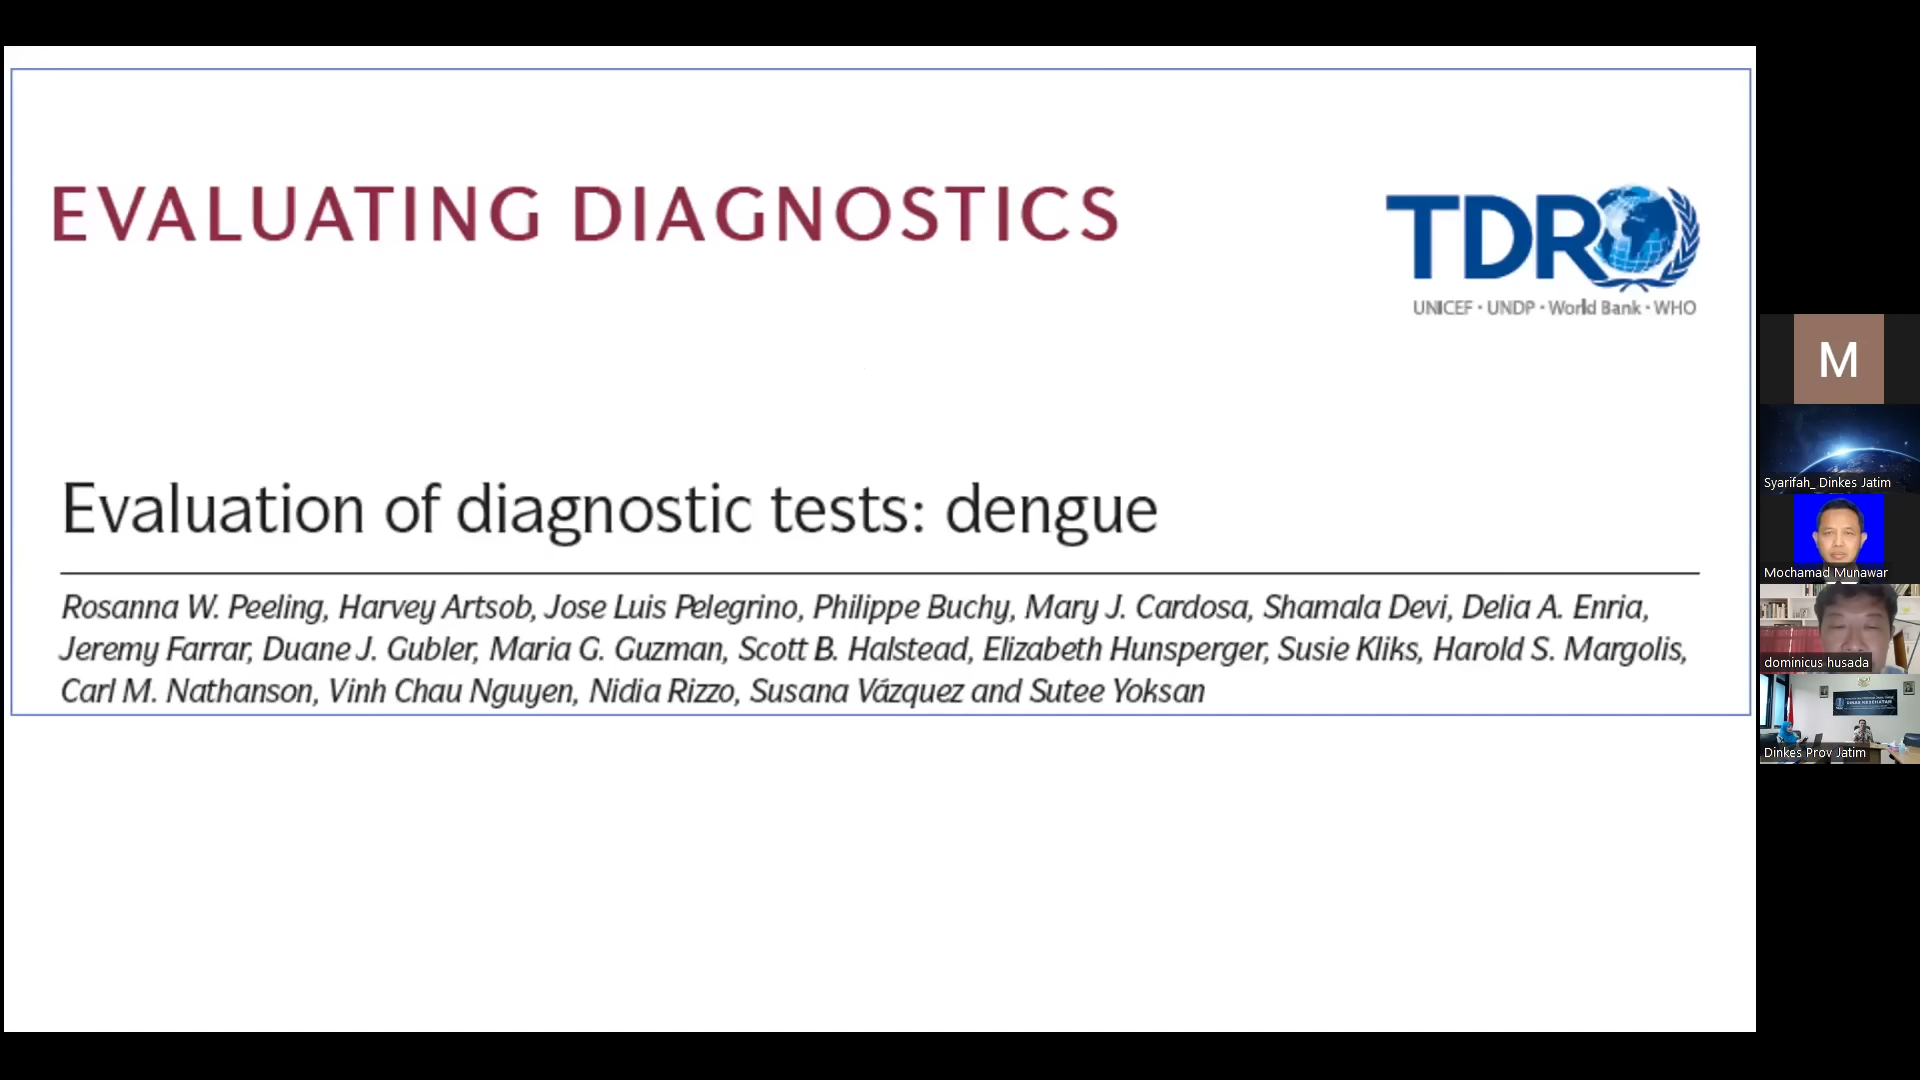 EVALUATING DIAGNOSTICS
TDR
UNICEF · UNDP · World Bank · WHO
Evaluation of diagnostic tests: dengue
Rosanna W. Peeling, Harvey Artsob, Jose Luis Pelegrino, Philippe Buchy, Mary J. Cardosa, Shamala Devi, Delia A. Enria,
Jeremy Farrar, Duane J. Gubler, Maria G. Guzman, Scott B. Halstead, Elizabeth Hunsperger, Susie Kliks, Harold S. Margolis,
Carl M. Nathanson, Vinh Chau Nguyen, Nidia Rizzo, Susana Vázquez and Sutee Yoksan
M
Syarifah_ Dinkes Jatim
Mochamad Munawar
dominicus husada
DINAS KESEHATAN
Dinkes Prov Jatim